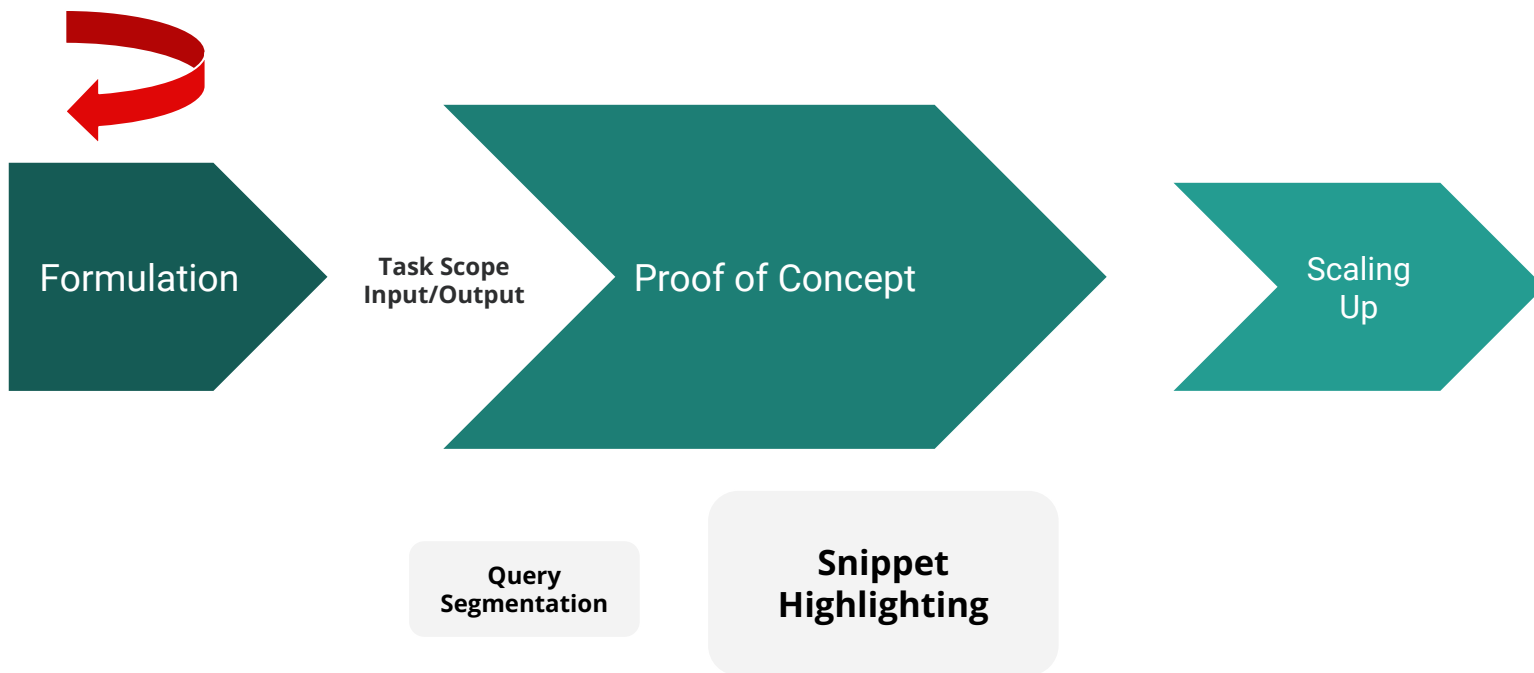 Formulation
Task Scope
Input/Output
Proof of Concept
Scaling
Up
Query
Segmentation
Snippet
Highlighting